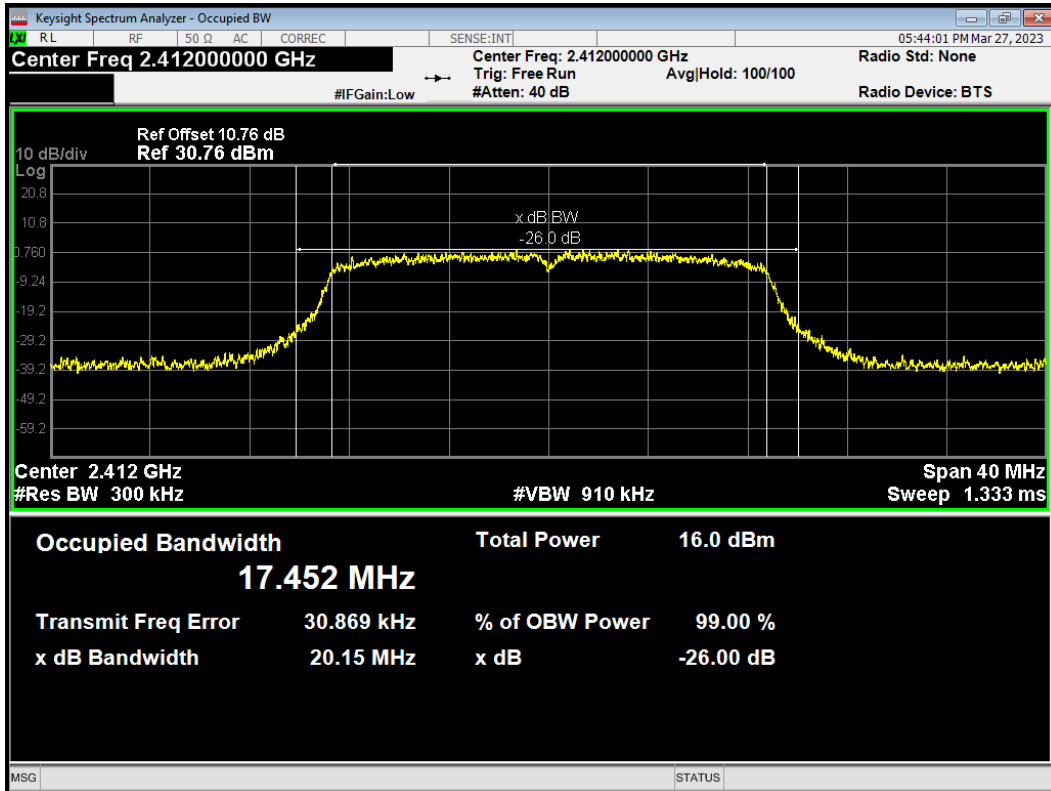 Keysight Spectrum Analyzer - Occupied BW
LXI RL RF 50 Ω AC CORREC SENSE:INT 05:44:01 PM Mar 27, 2023
Center Freq 2.412000000 GHz
Center Freq: 2.412000000 GHz Radio Std: None
Trig: Free Run Avg|Hold: 100/100
#IFGain:Low #Atten: 40 dB Radio Device: BTS
Ref Offset 10.76 dB
10 dB/div Ref 30.76 dBm
Log
20.8
10.8
0.760
-9.24
-19.2
-29.2
-39.2
-49.2
-59.2
x dB BW
-26.0 dB
Center 2.412 GHz Span 40 MHz
#Res BW 300 kHz #VBW 910 kHz Sweep 1.333 ms
Occupied Bandwidth Total Power 16.0 dBm
17.452 MHz
Transmit Freq Error 30.869 kHz % of OBW Power 99.00 %
x dB Bandwidth 20.15 MHz x dB -26.00 dB
MSG STATUS